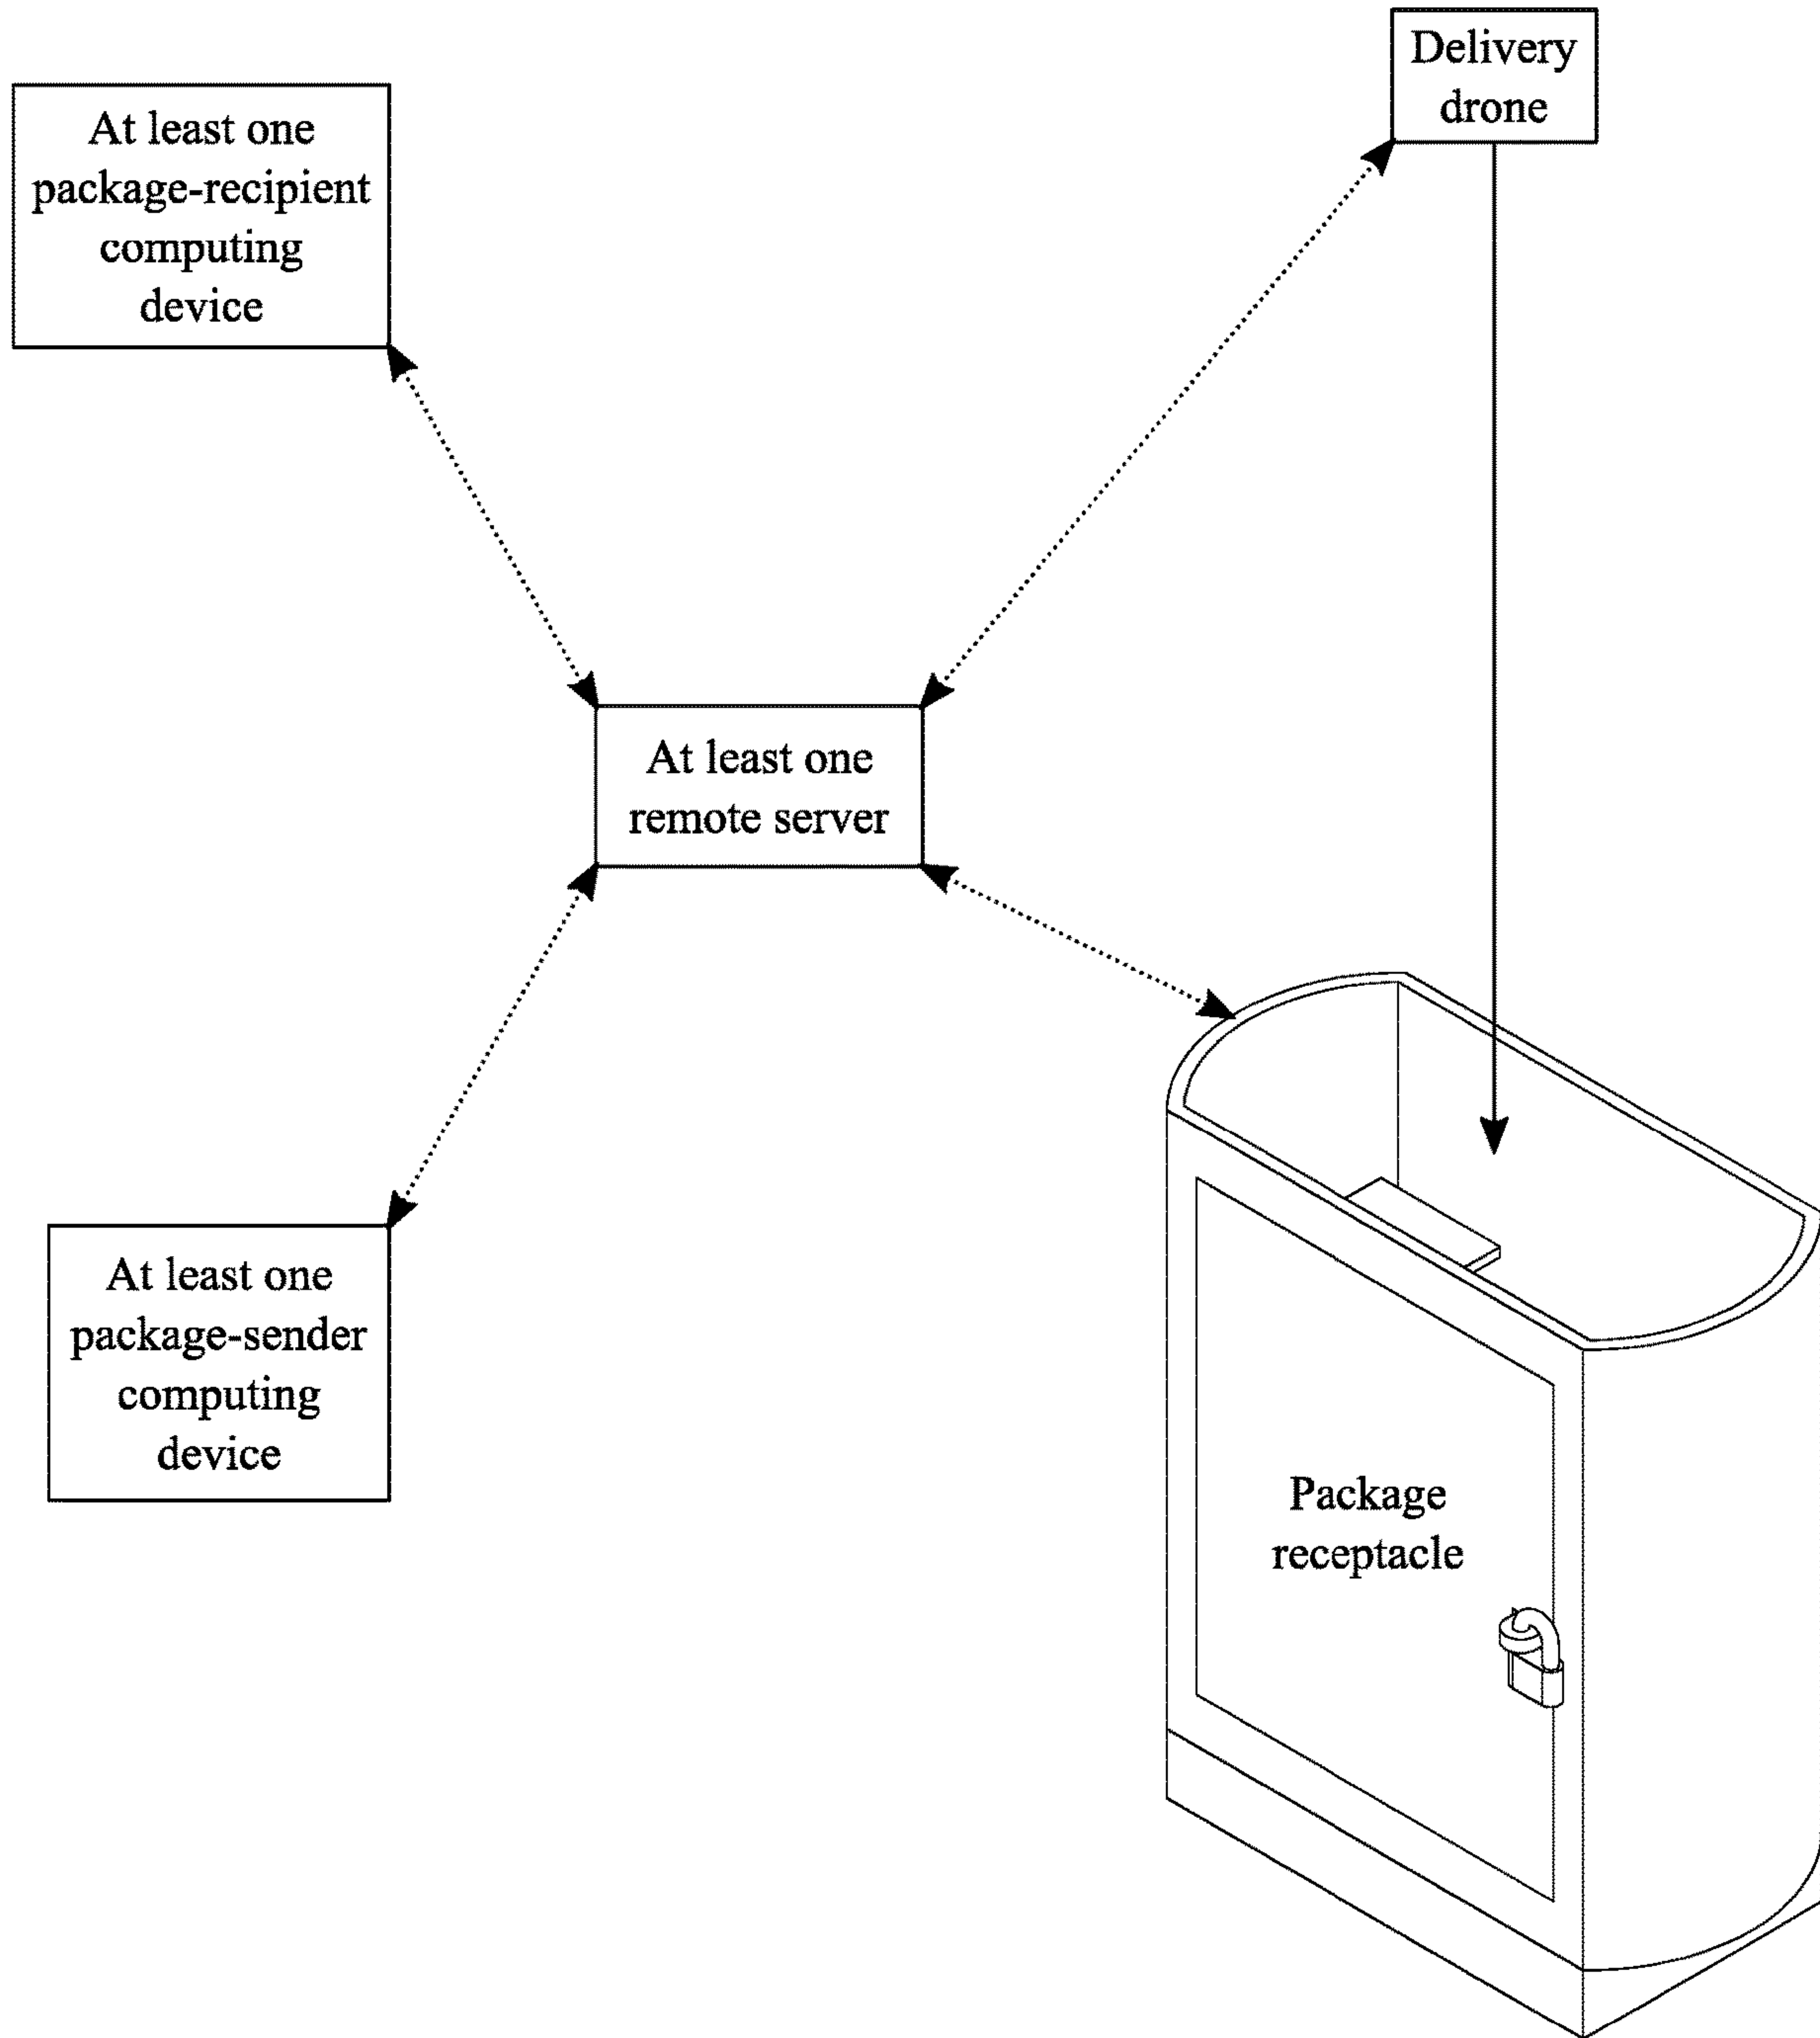 Delivery
drone
At least one
package-recipient
computing
device
At least one
remote server
At least one
package-sender
computing
device
Package
receptacle